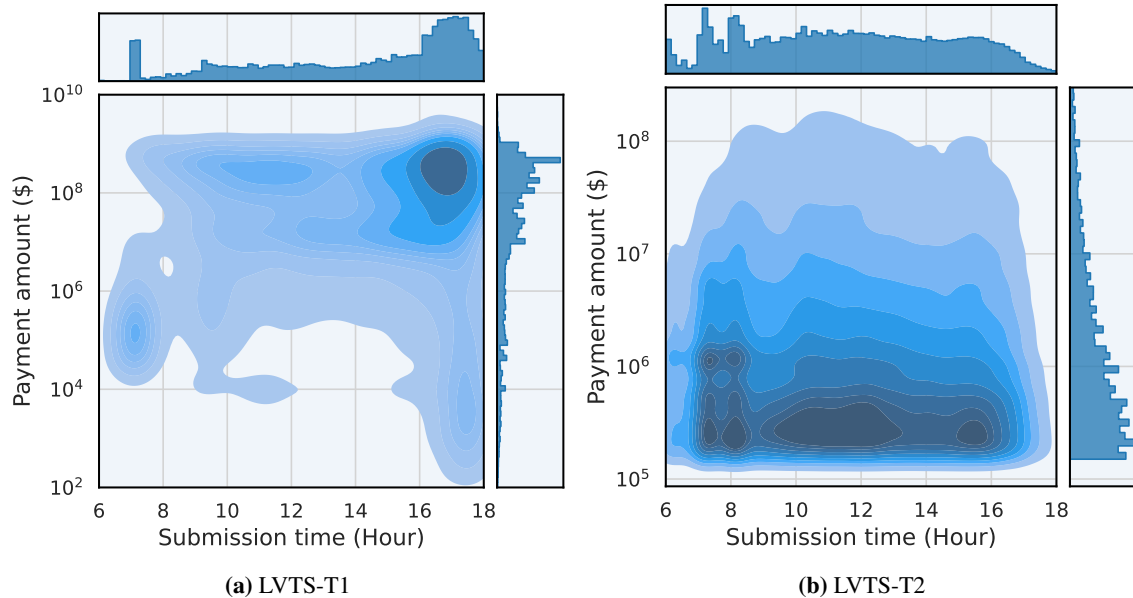 10^10
10^8
10^6
10^4
10^2
Payment amount ($)
6 8 10 12 14 16 18
Submission time (Hour)
(a) LVTS-T1
10^8
10^7
10^6
10^5
Payment amount ($)
6 8 10 12 14 16 18
Submission time (Hour)
(b) LVTS-T2